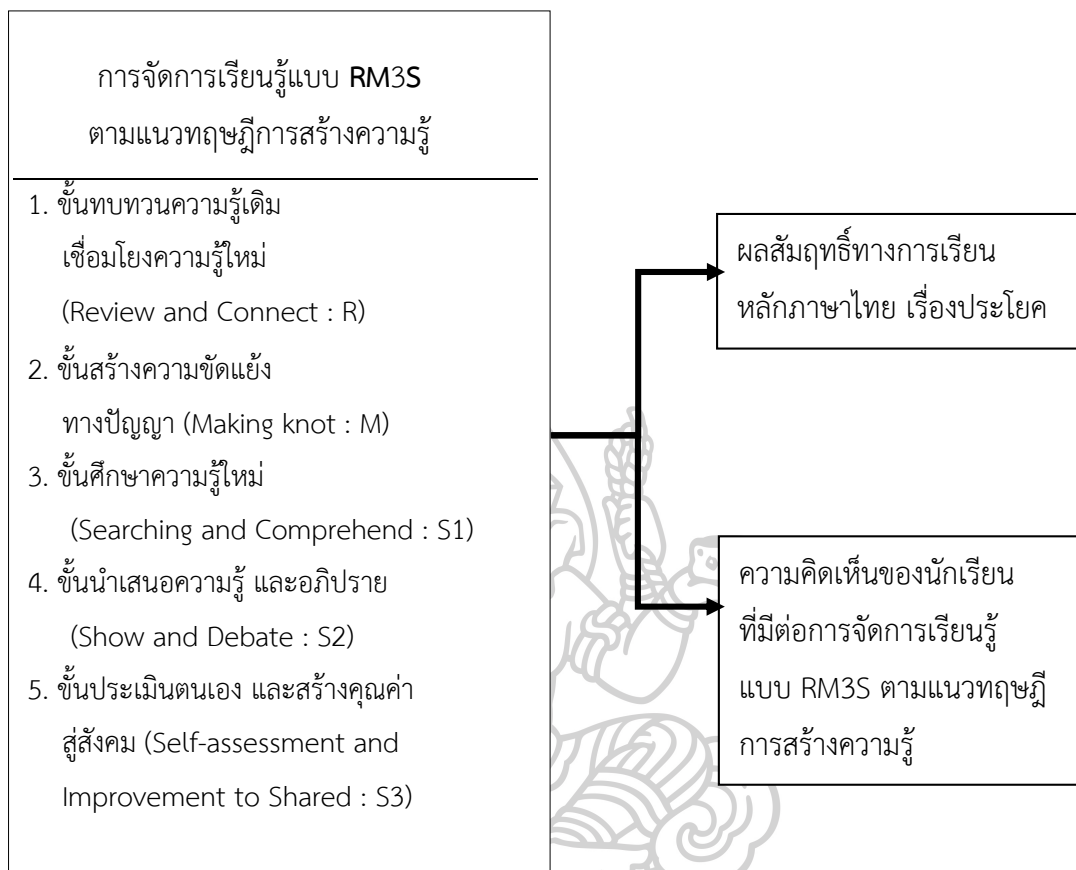 การจัดการเรียนรู้แบบ RM3S
ตามแนวทฤษฎีการสร้างความรู้
1. ขั้นทบทวนความรู้เดิม
เชื่อมโยงความรู้ใหม่
(Review and Connect : R)
2. ขั้นสร้างความขัดแย้ง
ทางปัญญา (Making knot : M)
3. ขั้นศึกษาความรู้ใหม่
(Searching and Comprehend : S1)
4. ขั้นนำเสนอความรู้ และอภิปราย
(Show and Debate : S2)
5. ขั้นประเมินตนเอง และสร้างคุณค่า
สู่สังคม (Self-assessment and
Improvement to Shared : S3)
ผลสัมฤทธิ์ทางการเรียน
หลักภาษาไทย เรื่องประโยค
ความคิดเห็นของนักเรียน
ที่มีต่อการจัดการเรียนรู้
แบบ RM3S ตามแนวทฤษฎี
การสร้างความรู้